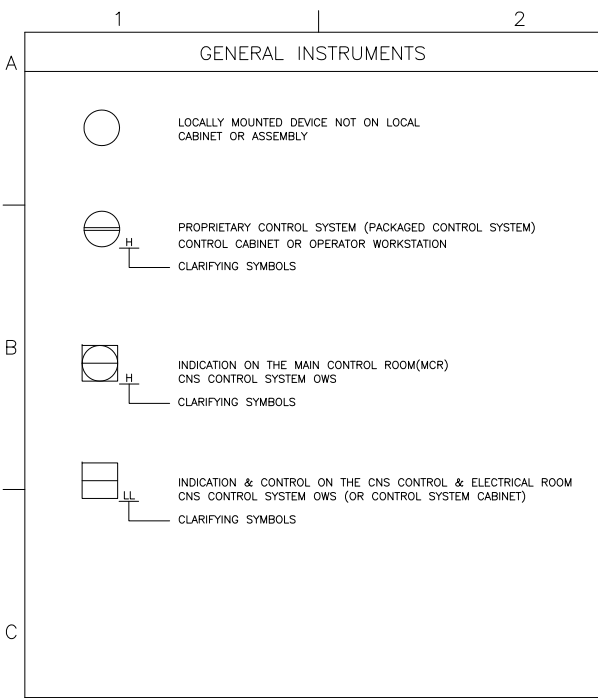 1 2
A
GENERAL INSTRUMENTS
LOCALLY MOUNTED DEVICE NOT ON LOCAL
CABINET OR ASSEMBLY
PROPRIETARY CONTROL SYSTEM (PACKAGED CONTROL SYSTEM)
H CONTROL CABINET OR OPERATOR WORKSTATION
CLARIFYING SYMBOLS
B
INDICATION ON THE MAIN CONTROL ROOM(MCR)
H CNS CONTROL SYSTEM OWS
CLARIFYING SYMBOLS
INDICATION & CONTROL ON THE CNS CONTROL & ELECTRICAL ROOM
LL CNS CONTROL SYSTEM OWS (OR CONTROL SYSTEM CABINET)
CLARIFYING SYMBOLS
C